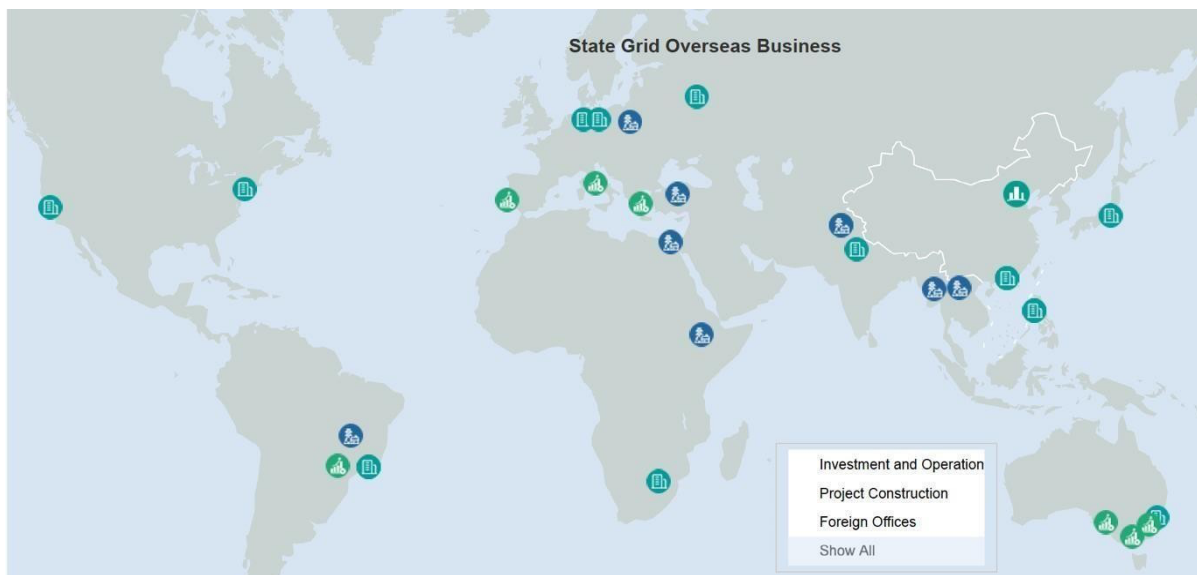 State Grid Overseas Business
Investment and Operation
Project Construction
Foreign Offices
Show All